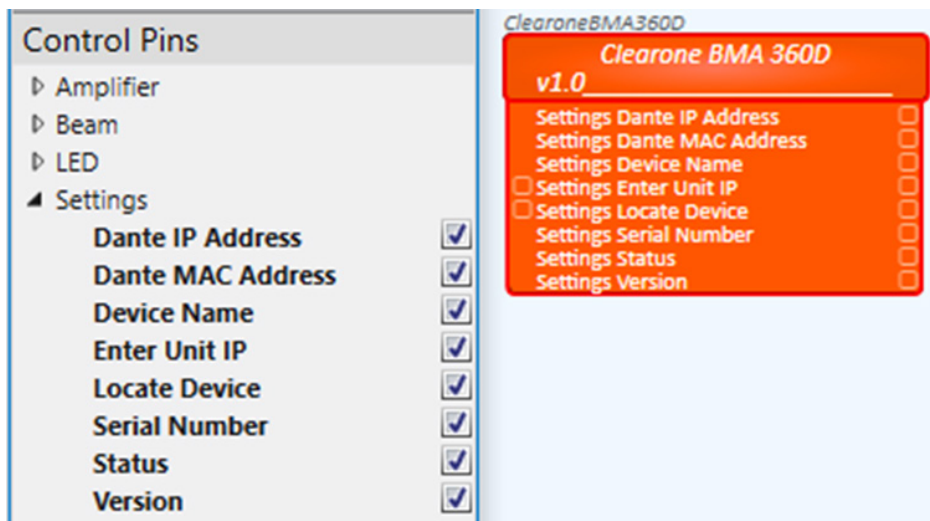 Control Pins
Amplifier
Beam
LED
Settings
Dante IP Address
Dante MAC Address
Device Name
Enter Unit IP
Locate Device
Serial Number
Status
Version
ClearoneBMA360D
Clearone BMA 360D
v1.0
Settings Dante IP Address
Settings Dante MAC Address
Settings Device Name
Settings Enter Unit IP
Settings Locate Device
Settings Serial Number
Settings Status
Settings Version